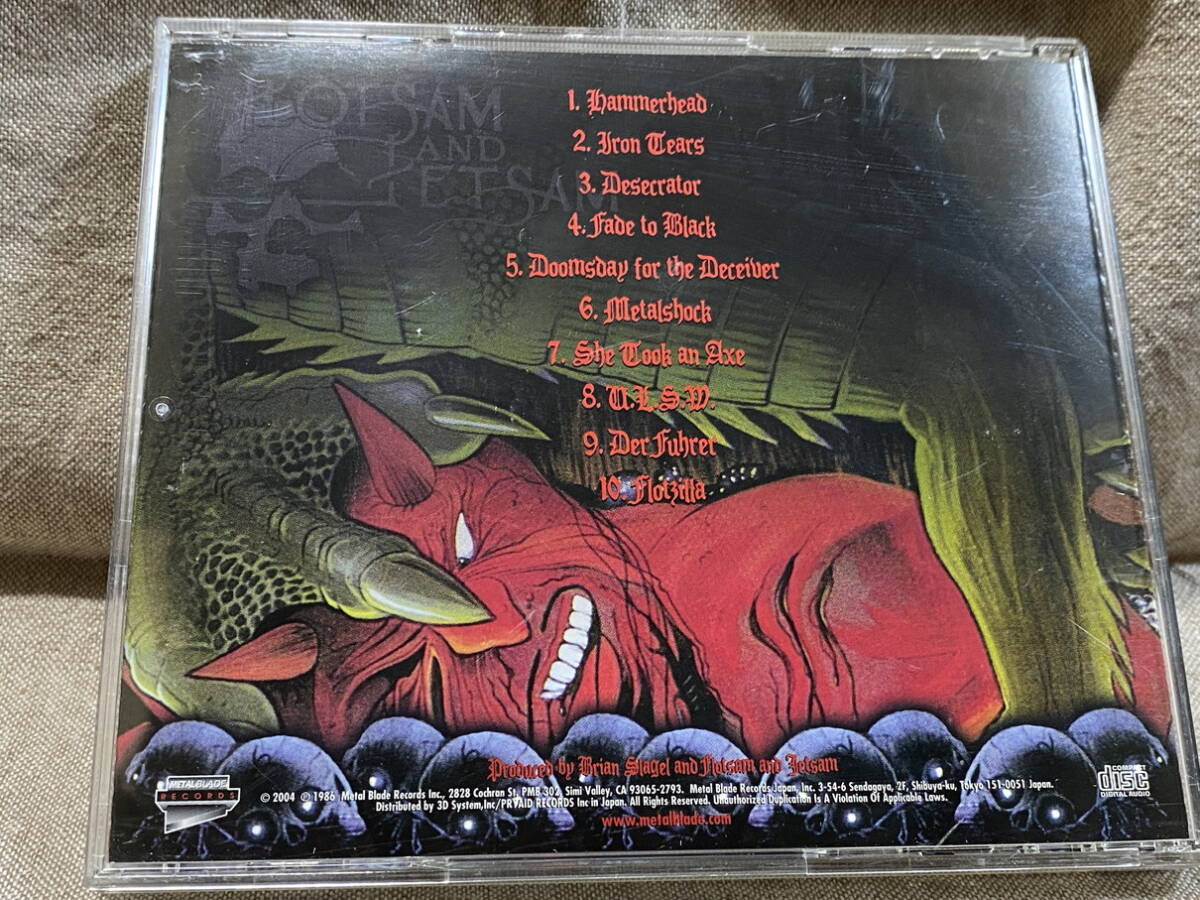 FLOTSAM
AND
JETSAM
1. Hammerhead
2. Iron Tears
3. Desecrator
4. Fade to Black
5. Doomsday for the Deceiver
6. Metalshock
7. She Took an Axe
8. U.L.S.W.
9. Der Fuhrer
10. Flotzilla
Produced by Brian Slagel and Flotsam and Jetsam
METALBLADE
RECORDS
© 2004 ℗ 1986 Metal Blade Records Inc., 2828 Cochran St. PMB 302 Simi Valley, CA 93065-2793. Metal Blade Records Japan, Inc. 3-54-6 Sendagaya, 2F, Shibuya-ku, Tokyo 151-0051 Japan.
Distributed by 3D System,Inc/PRVAID RECORDS Inc in Japan. All Rights Reserved. Unauthorized Duplication Is A Violation Of Applicable Laws.
www.metalblade.com
COMPACT
disc
DIGITAL AUDIO